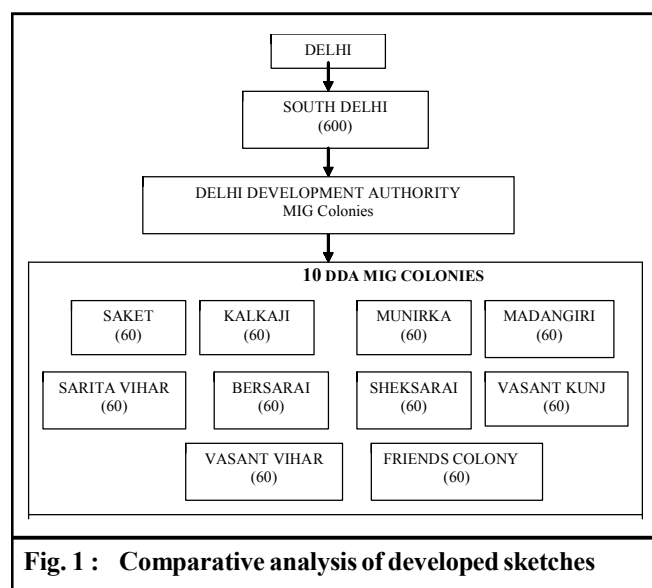 DELHI
SOUTH DELHI
(600)
DELHI DEVELOPMENT AUTHORITY
MIG Colonies
10 DDA MIG COLONIES
SAKET
(60)
KALKAJI
(60)
MUNIRKA
(60)
MADANGIRI
(60)
SARITA VIHAR
(60)
BERSARAI
(60)
SHEKSARAI
(60)
VASANT KUNJ
(60)
VASANT VIHAR
(60)
FRIENDS COLONY
(60)
Fig. 1 : Comparative analysis of developed sketches